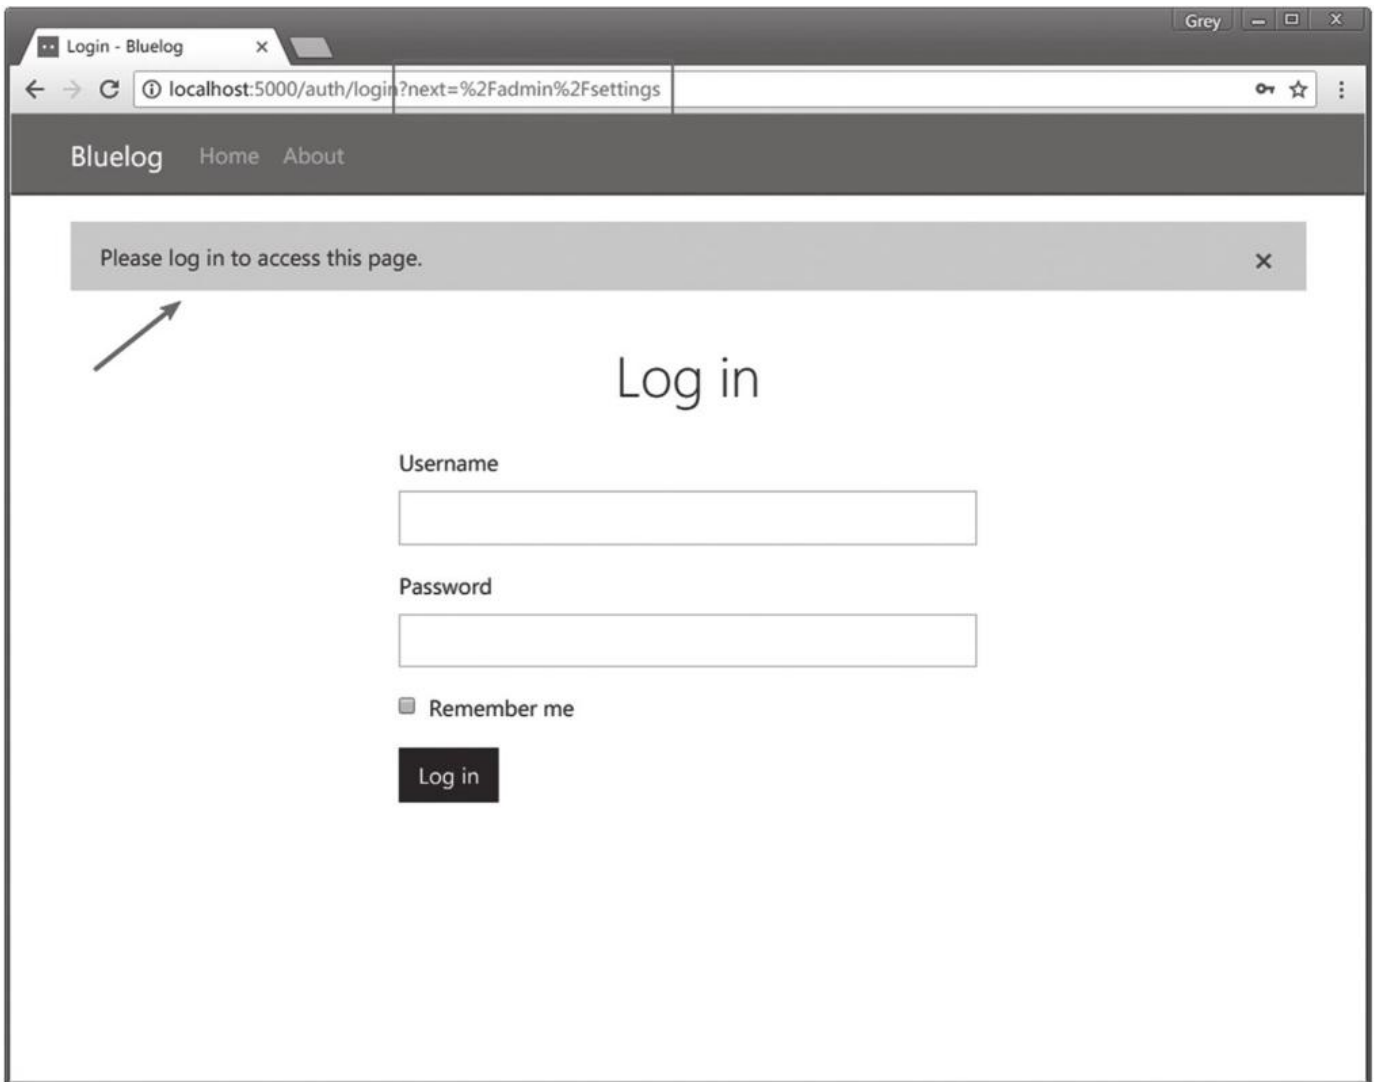 Grey
Login - Bluelog
localhost:5000/auth/login?next=%2Fadmin%2Fsettings
Bluelog Home About
Please log in to access this page.
Log in
Username
Password
Remember me
Log in